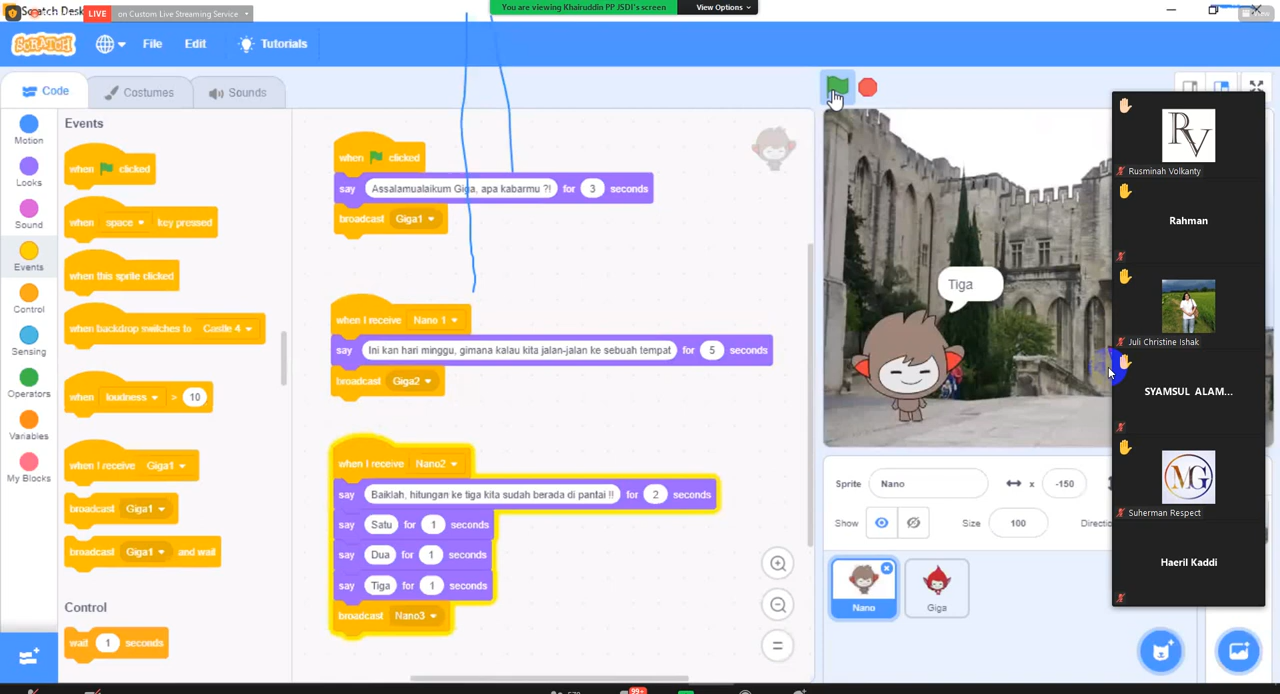 Scratch Desk
LIVE on Custom Live Streaming Service
You are viewing Khairuddin PP JSDI's screen
View Options
View
SCRATCH
File
Edit
Tutorials
Code
Costumes
Sounds
Motion
Looks
Sound
Events
Control
Sensing
Operators
Variables
My Blocks
Events
when clicked
when space key pressed
when this sprite clicked
when backdrop switches to Castle 4
when loudness > 10
when I receive Giga1
broadcast Giga1
broadcast Giga1 and wait
Control
wait 1 seconds
when clicked
say Assalamualaikum Giga, apa kabarmu ?! for 3 seconds
broadcast Giga1
when I receive Nano 1
say Ini kan hari minggu, gimana kalau kita jalan-jalan ke sebuah tempat for 5 seconds
broadcast Giga2
when I receive Nano2
say Baiklah, hitungan ke tiga kita sudah berada di pantai !! for 2 seconds
say Satu for 1 seconds
say Dua for 1 seconds
say Tiga for 1 seconds
broadcast Nano3
Tiga
Sprite Nano x -150
Show Size 100 Direc
Nano
Giga
RV
Rusminah Volkanty
Rahman
Juli Christine Ishak
SYAMSUL ALAM...
MG
Suherman Respect
Haeril Kaddi
99+